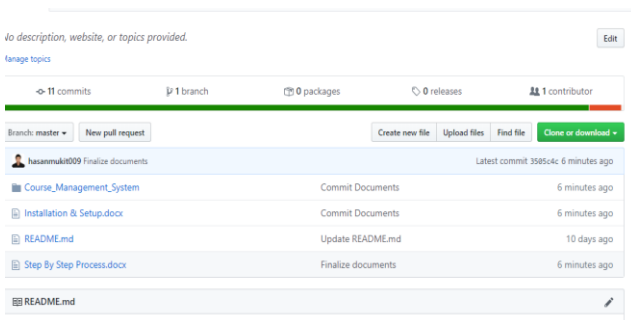 No description, website, or topics provided.
Edit
Manage topics
11 commits
1 branch
0 packages
0 releases
1 contributor
Branch: master
New pull request
Create new file
Upload files
Find file
Clone or download
hasanmukit009 Finalize documents
Latest commit 3505c4c 6 minutes ago
Course_Management_System
Commit Documents
6 minutes ago
Installation & Setup.docx
Commit Documents
6 minutes ago
README.md
Update README.md
10 days ago
Step By Step Process.docx
Finalize documents
6 minutes ago
README.md